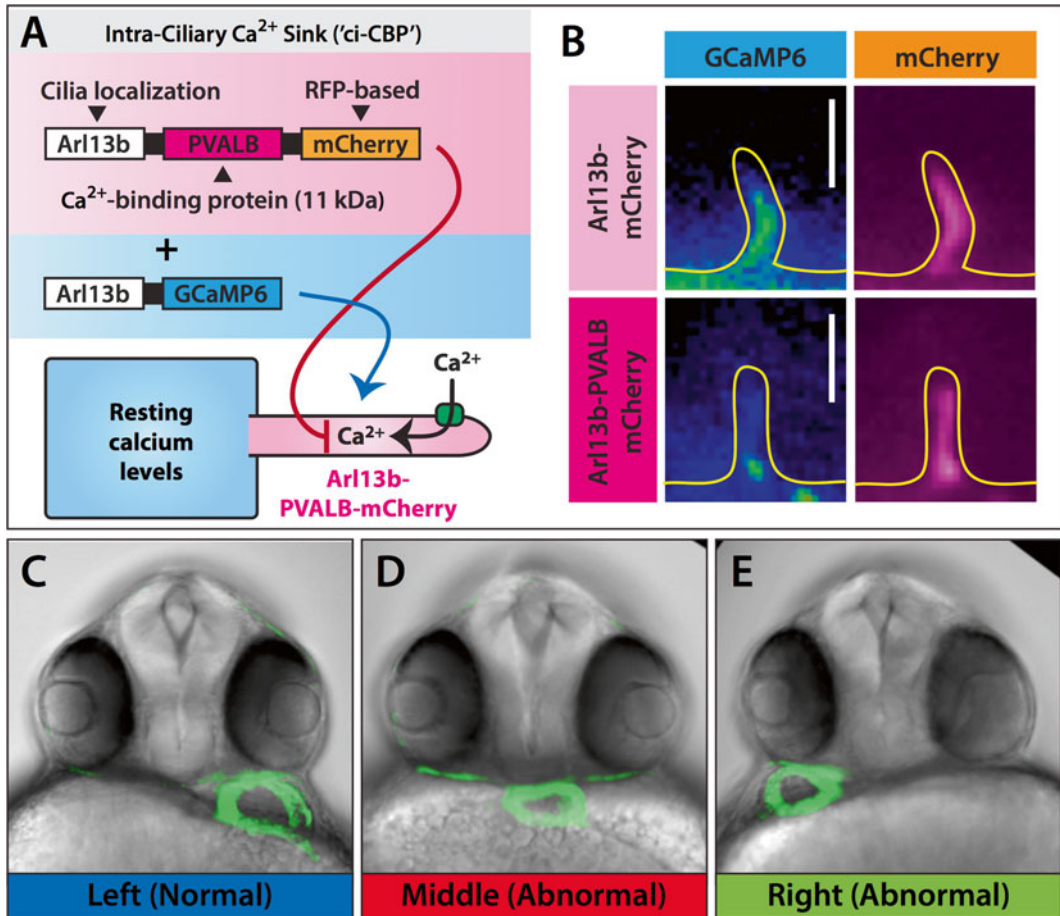 A
Intra-Ciliary Ca²⁺ Sink ('ci-CBP')
Cilia localization
RFP-based
Arl13b
PVALB
mCherry
Ca²⁺-binding protein (11 kDa)
+
Arl13b
GCaMP6
Resting
calcium
levels
Ca²⁺
Ca²⁺
Arl13b-
PVALB-mCherry
B
GCaMP6
mCherry
Arl13b-
mCherry
Arl13b-PVALB
mCherry
C
Left (Normal)
D
Middle (Abnormal)
E
Right (Abnormal)